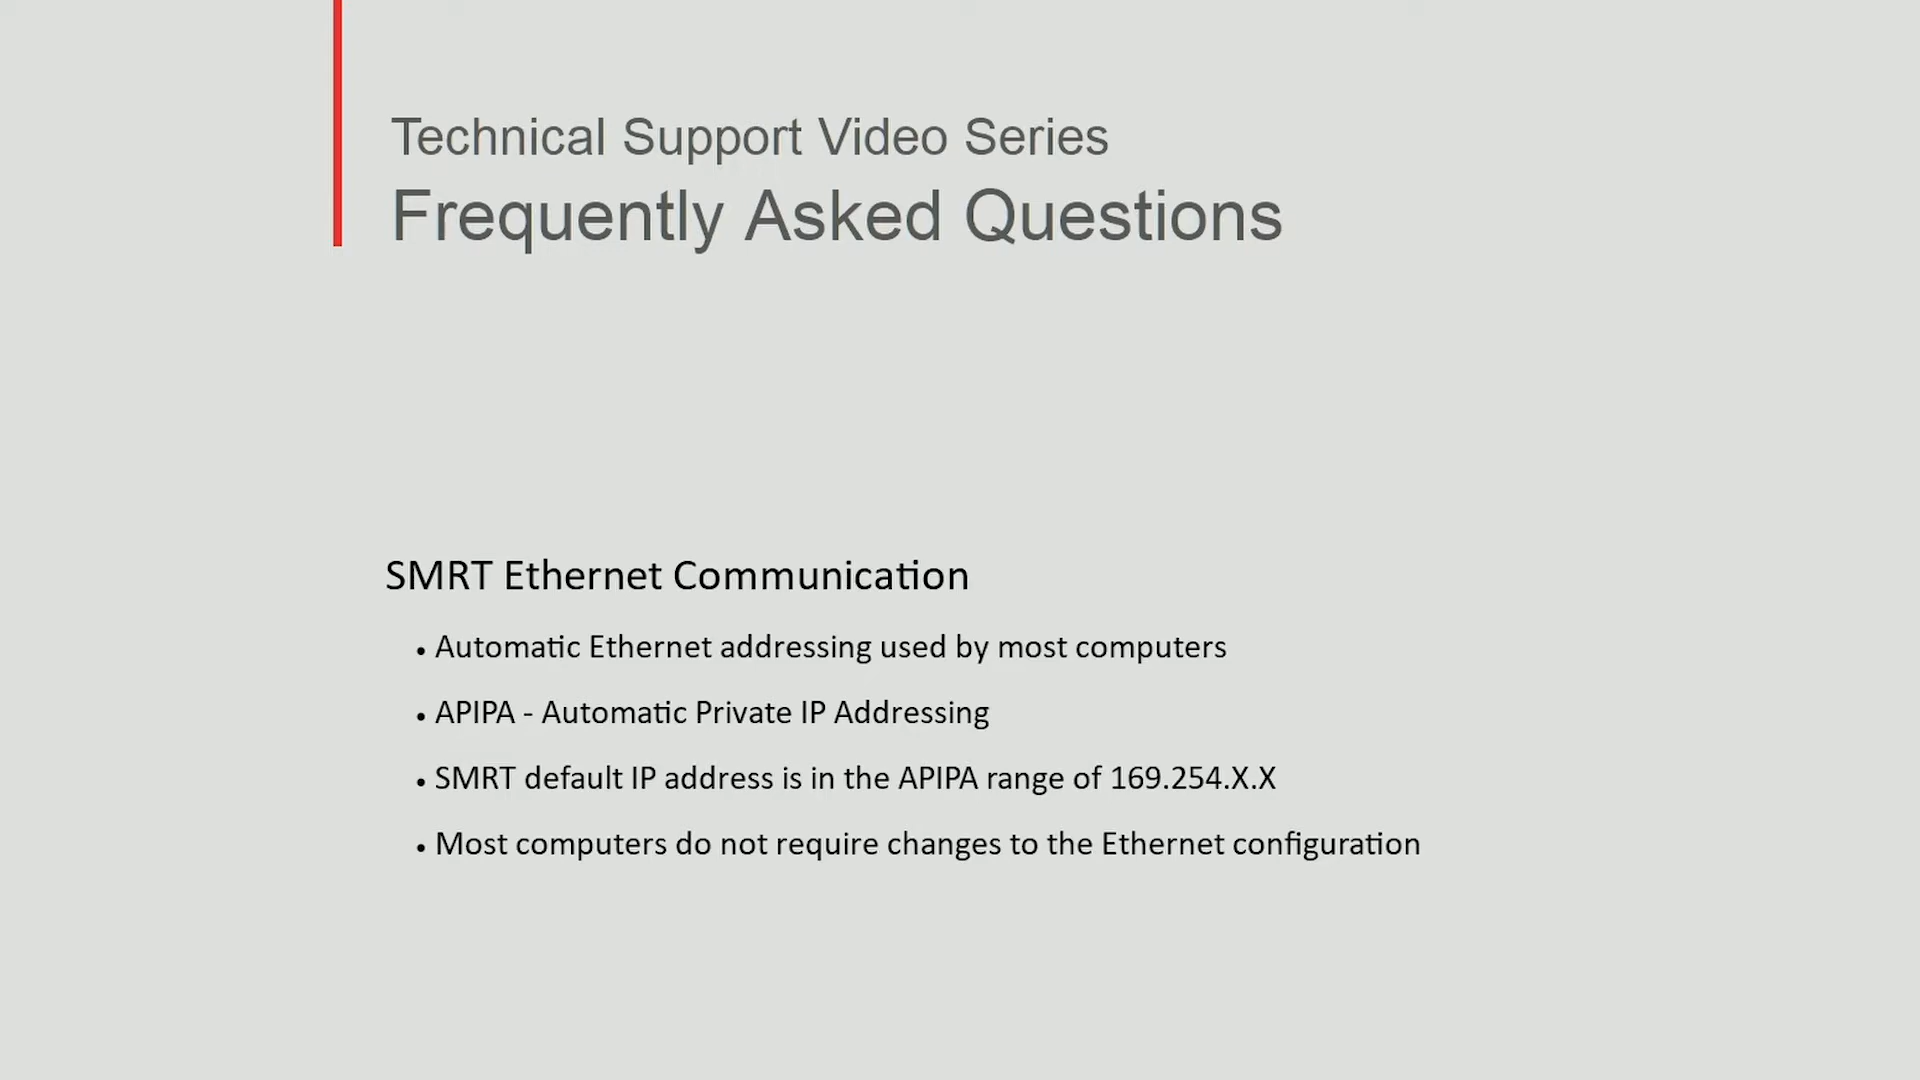 Technical Support Video Series
Frequently Asked Questions
SMRT Ethernet Communication
• Automatic Ethernet addressing used by most computers
• APIPA - Automatic Private IP Addressing
• SMRT default IP address is in the APIPA range of 169.254.X.X
• Most computers do not require changes to the Ethernet configuration